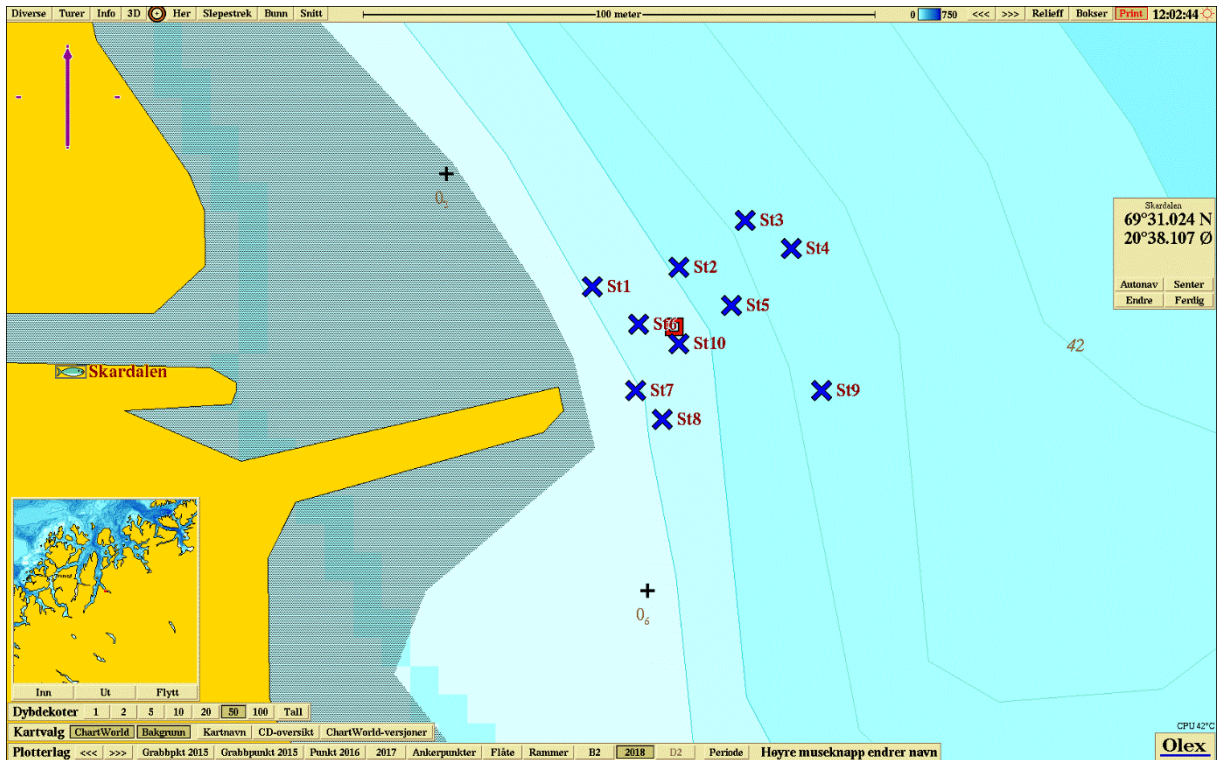 Diverse Turer Info 3D Her Slepestrek Bunn Snitt 100 meter 0 750 <<< >>> Relieff Bokser Print 12:02:44
0₅
St3
St4
St2
St1
St5
St6
St10
St7
St9
St8
42
Skardalen
69°31.024 N
20°38.107 Ø
Autonav Senter
Endre Ferdig
Skardalen
0₆
Inn Ut Flytt
Dybdekoter 1 2 5 10 20 50 100 Tall
Kartvalg ChartWorld Bakgrunn Kartnavn CD-oversikt ChartWorld-versjoner
CPU 42°C
Plotterlag <<< >>> Grabbpkt 2015 Grabbpunkt 2015 Punkt 2016 2017 Ankerpunkter Flåte Rammer B2 2018 D2 Periode Høyre museknapp endrer navn
Olex